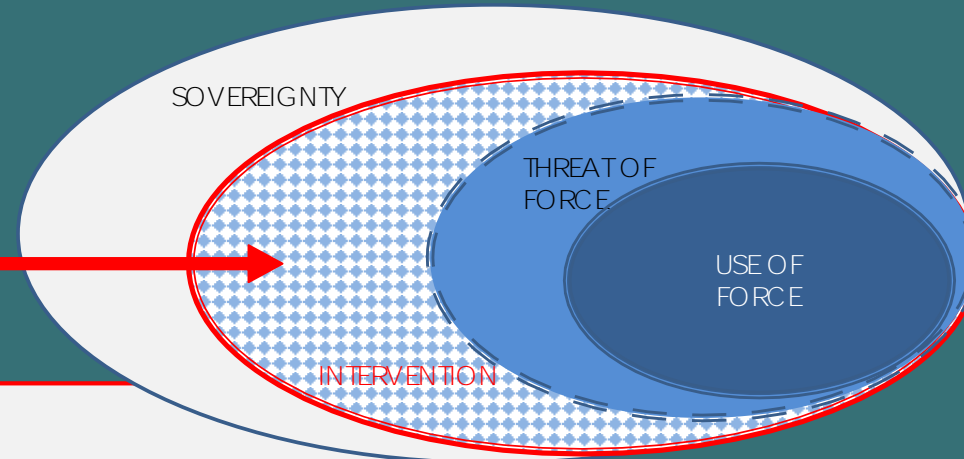 SOVEREIGNTY
THREAT OF
FORCE
USE OF
FORCE
INTERVENTION